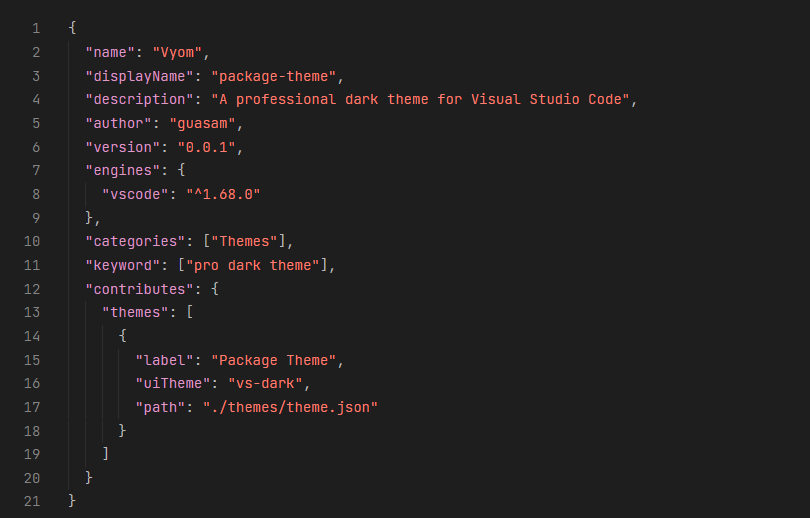 1 {
2   "name": "Vyom",
3   "displayName": "package-theme",
4   "description": "A professional dark theme for Visual Studio Code",
5   "author": "guasam",
6   "version": "0.0.1",
7   "engines": {
8     "vscode": "^1.68.0"
9   },
10   "categories": ["Themes"],
11   "keyword": ["pro dark theme"],
12   "contributes": {
13     "themes": [
14       {
15         "label": "Package Theme",
16         "uiTheme": "vs-dark",
17         "path": "./themes/theme.json"
18       }
19     ]
20   }
21 }